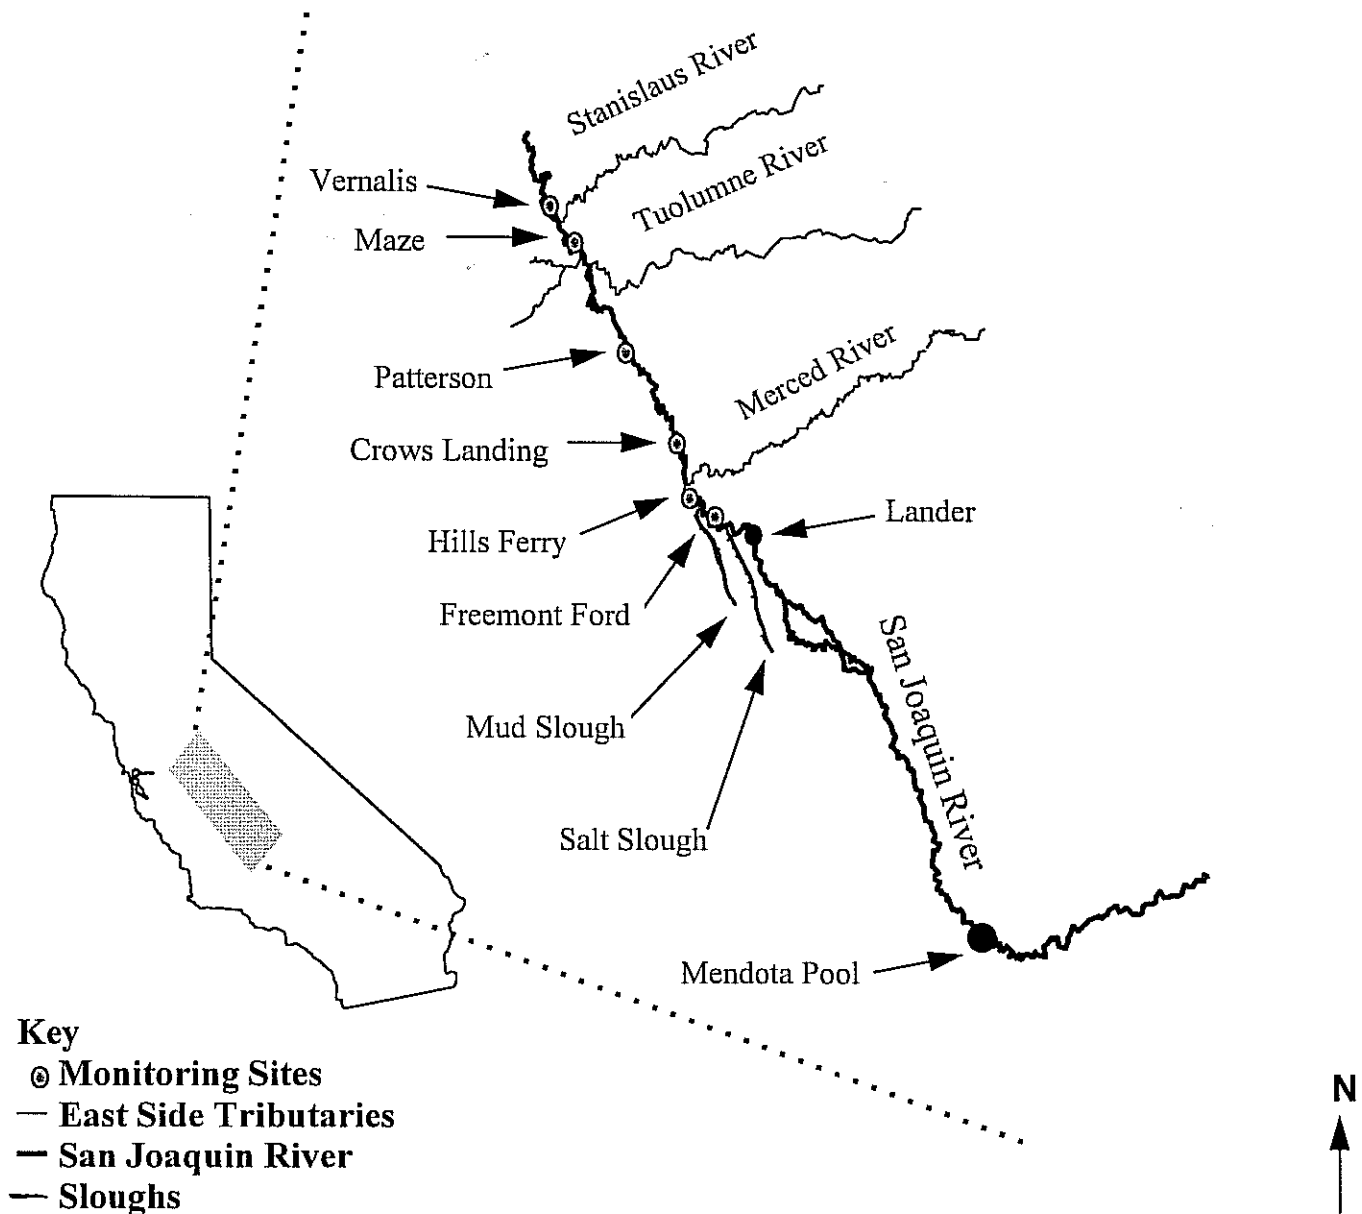 Stanislaus River
Vernalis
Tuolumne River
Maze
Patterson
Merced River
Crows Landing
Lander
Hills Ferry
Freemont Ford
San Joaquin River
Mud Slough
Salt Slough
Mendota Pool
Key
Monitoring Sites
East Side Tributaries
San Joaquin River
Sloughs
N